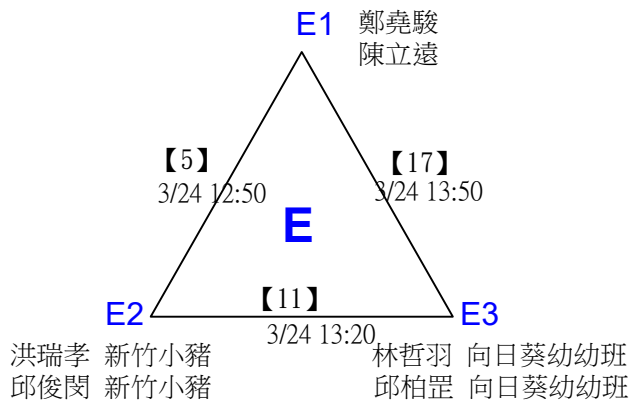 E1 鄭堯駿
陳立遠
【5】
3/24 12:50
【17】
3/24 13:50
E
【11】
3/24 13:20
E2
E3
洪瑞孝 新竹小豬
邱俊閔 新竹小豬
林哲羽 向日葵幼幼班
邱柏罡 向日葵幼幼班